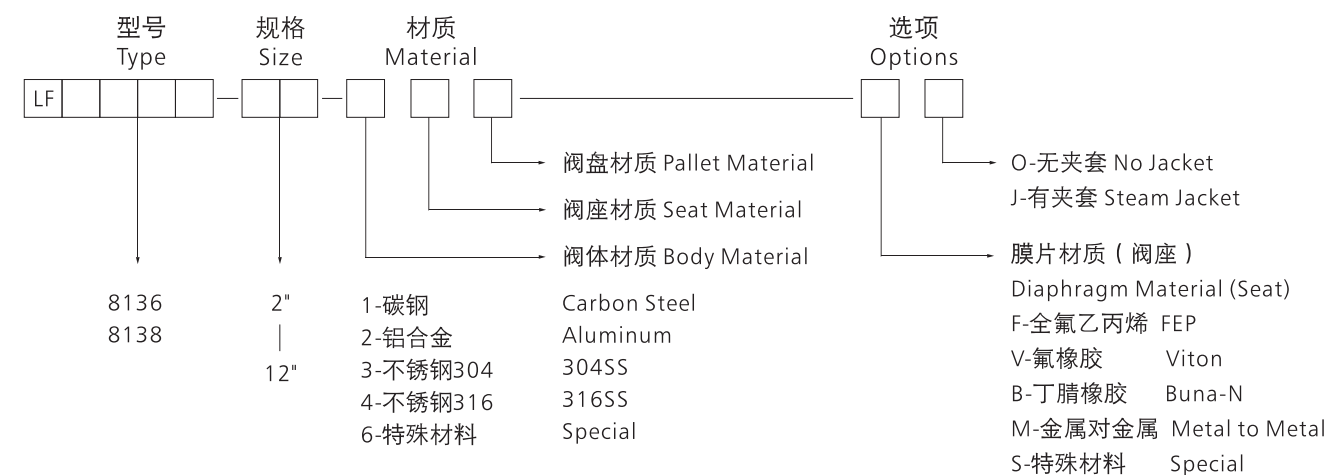 型号 规格 材质 选项
Type Size Material Options
LF
阀盘材质 Pallet Material
阀座材质 Seat Material
阀体材质 Body Material
8136
8138
2"
12"
1-碳钢 Carbon Steel
2-铝合金 Aluminum
3-不锈钢304 304SS
4-不锈钢316 316SS
6-特殊材料 Special
O-无夹套 No Jacket
J-有夹套 Steam Jacket
膜片材质（阀座）
Diaphragm Material (Seat)
F-全氟乙丙烯 FEP
V-氟橡胶 Viton
B-丁腈橡胶 Buna-N
M-金属对金属 Metal to Metal
S-特殊材料 Special